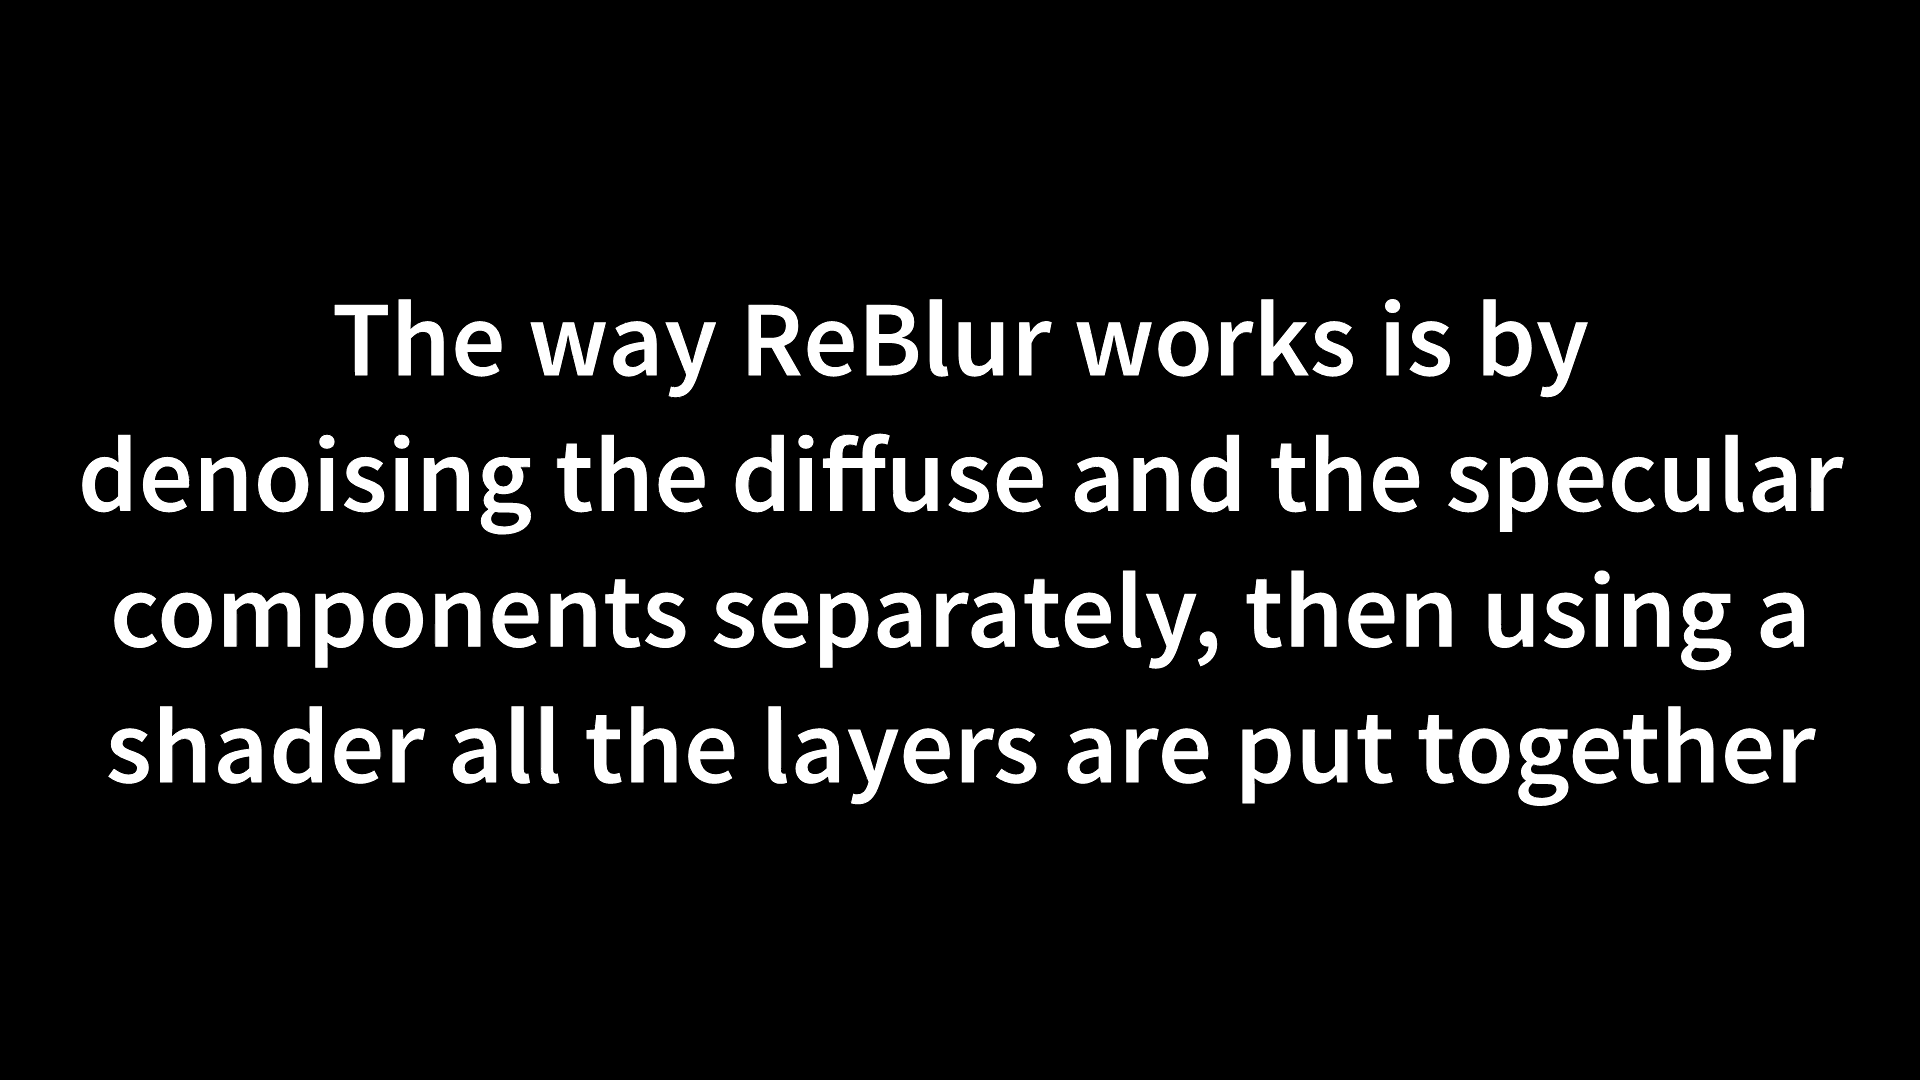 The way ReBlur works is by
denoising the diffuse and the specular
components separately, then using a
shader all the layers are put together